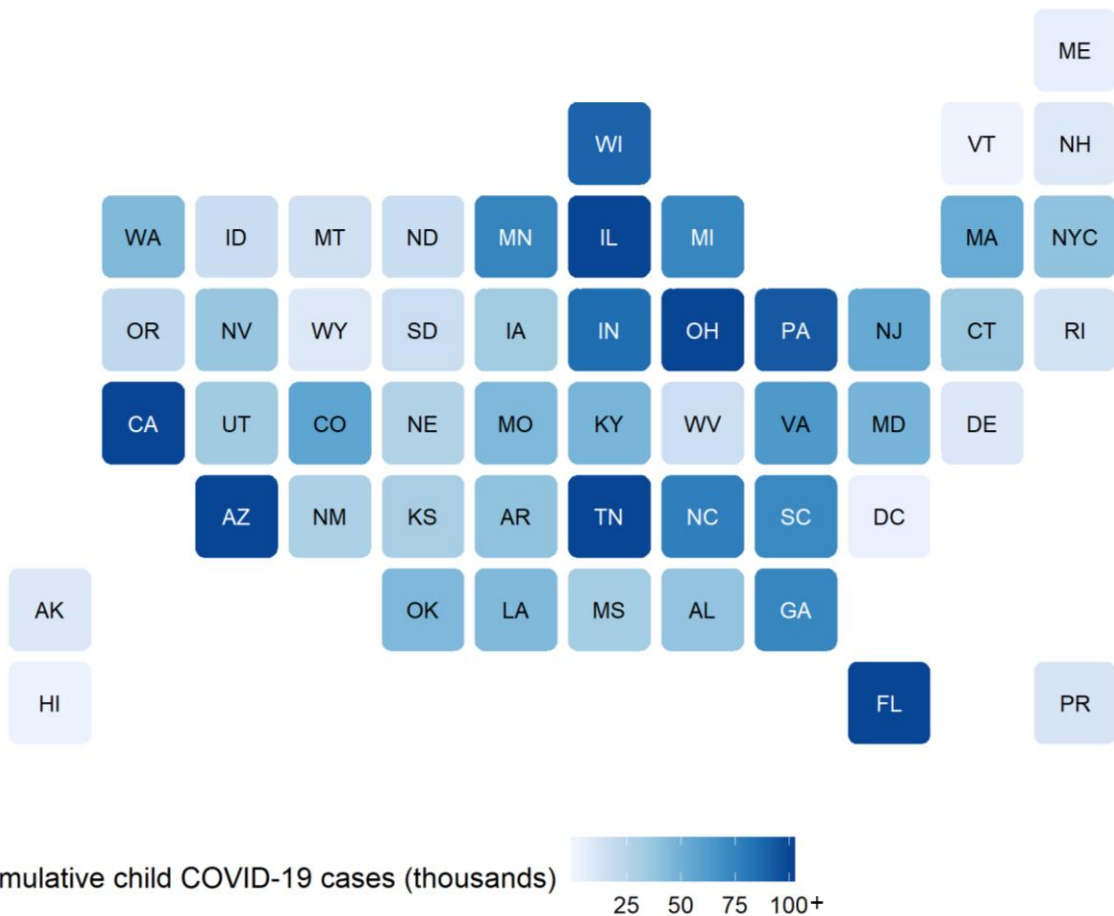 ME
WI VT NH
WA ID MT ND MN IL MI MA NYC
OR NV WY SD IA IN OH PA NJ CT RI
CA UT CO NE MO KY WV VA MD DE
AZ NM KS AR TN NC SC DC
AK OK LA MS AL GA
HI FL PR
mulative child COVID-19 cases (thousands)
25 50 75 100+